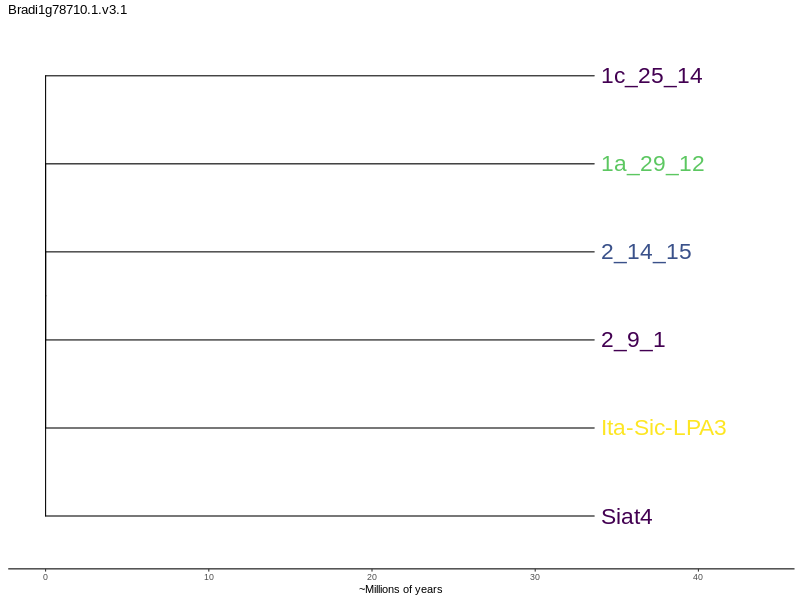 Bradi1g78710.1.v3.1
1c_25_14
1a_29_12
2_14_15
2_9_1
Ita-Sic-LPA3
Siat4
0 10 20 30 40
~Millions of years